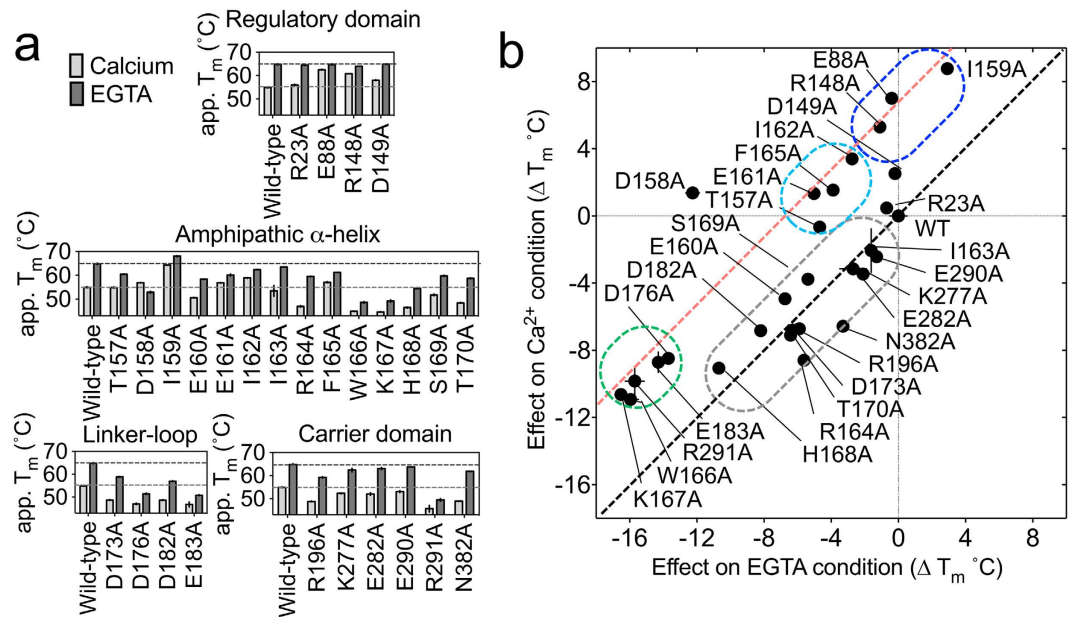 a
Calcium
EGTA
Regulatory domain
app. Tm (˚C)
70
60
50
Wild-type
R23A
E88A
R148A
D149A
Amphipathic α-helix
app. Tm (˚C)
70
60
50
Wild-type
T157A
D158A
I159A
E160A
E161A
I162A
I163A
R164A
F165A
W166A
K167A
H168A
S169A
T170A
Linker-loop
app. Tm (˚C)
70
60
50
Wild-type
D173A
D176A
D182A
E183A
Carrier domain
app. Tm (˚C)
70
60
50
Wild-type
R196A
K277A
E282A
E290A
R291A
N382A
b
Effect on Ca2+ condition (Δ Tm ˚C)
8
4
0
-4
-8
-12
-16
E88A
I159A
R148A
D149A
I162A
F165A
E161A
D158A
T157A
R23A
S169A
WT
E160A
I163A
D182A
E290A
D176A
K277A
E282A
N382A
R196A
D173A
T170A
E183A
R164A
R291A
H168A
W166A
K167A
-16
-12
-8
-4
0
4
8
Effect on EGTA condition (Δ Tm ˚C)